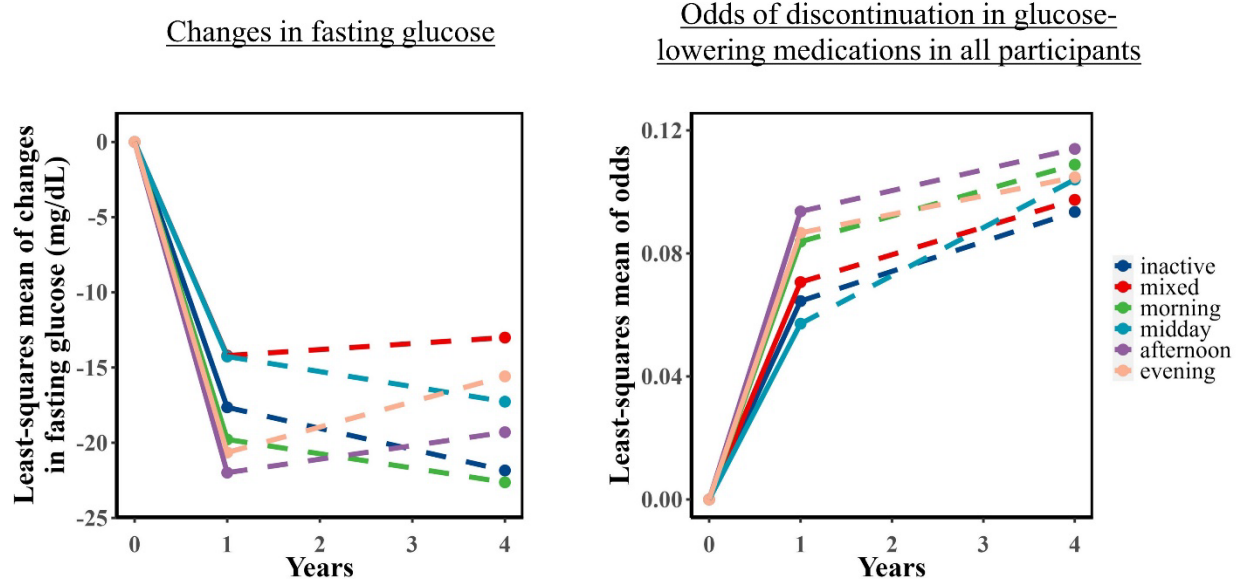 Changes in fasting glucose
Least-squares mean of changes
in fasting glucose (mg/dL)
0
-5
-10
-15
-20
-25
0 1 2 3 4
Years
Odds of discontinuation in glucose-
lowering medications in all participants
Least-squares mean of odds
0.12
0.08
0.04
0.00
0 1 2 3 4
Years
inactive
mixed
morning
midday
afternoon
evening